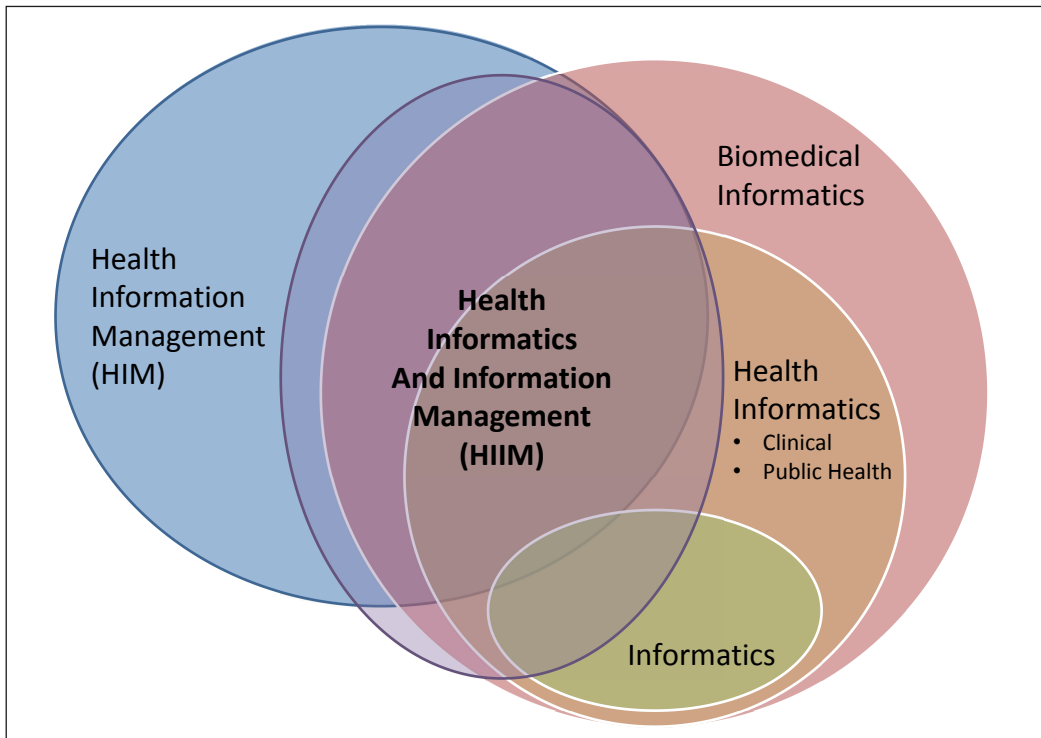 Health
Information
Management
(HIM)
Health
Informatics
And Information
Management
(HIIM)
Biomedical
Informatics
Health
Informatics
• Clinical
• Public Health
Informatics